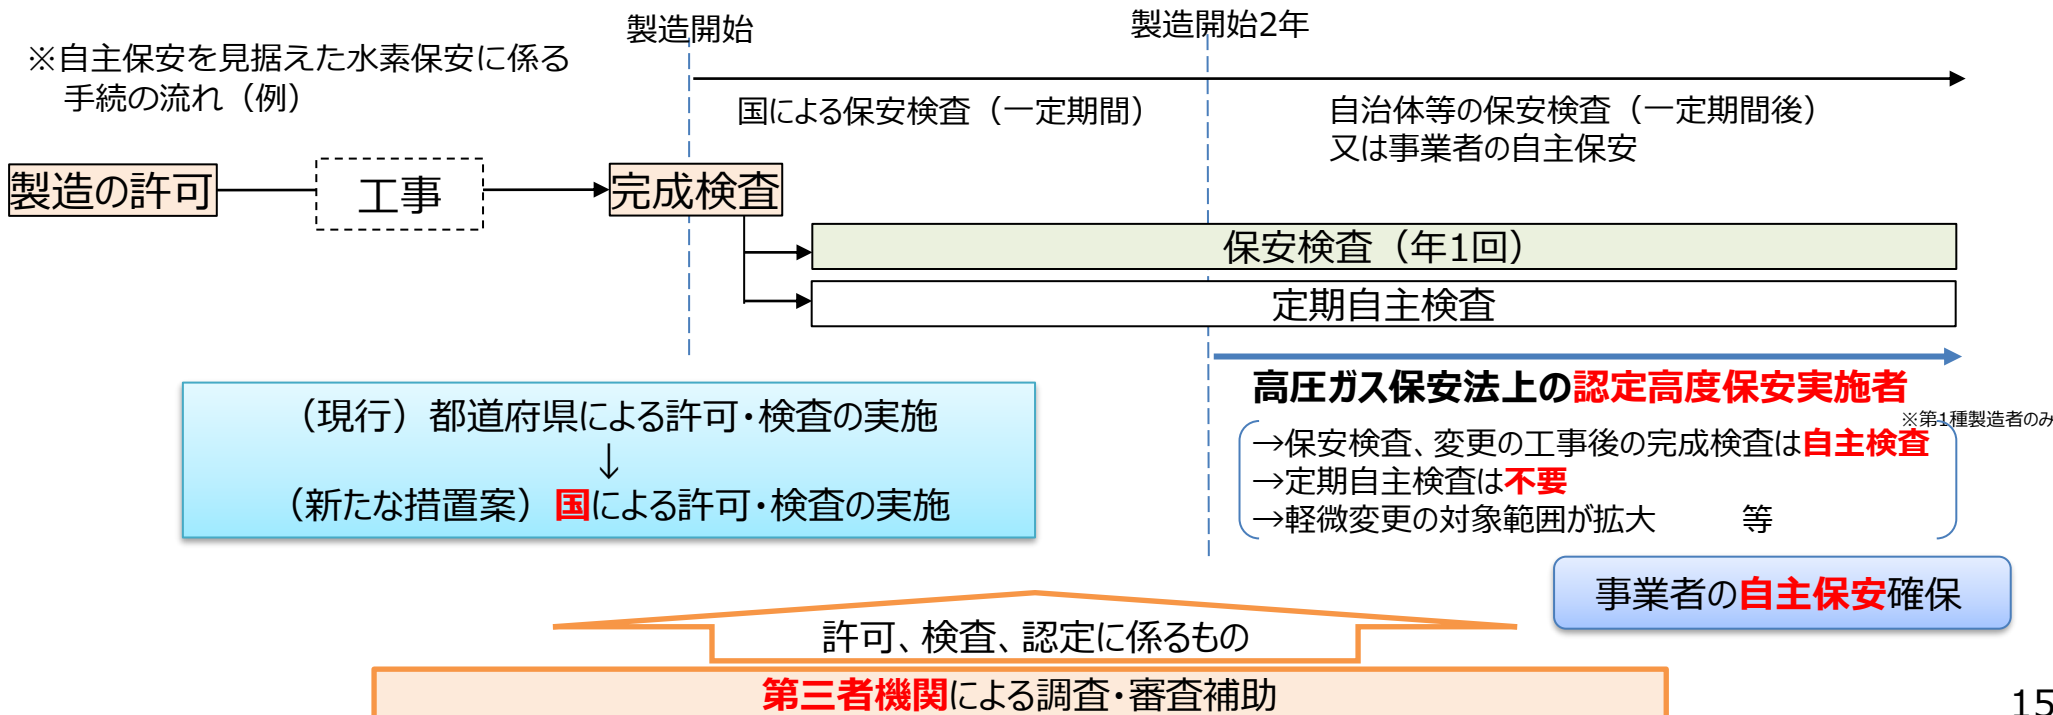 ※自主保安を見据えた水素保安に係る
手続の流れ（例）
製造開始
製造開始2年
国による保安検査（一定期間）
自治体等の保安検査（一定期間後）
又は事業者の自主保安
製造の許可
工事
完成検査
保安検査（年1回）
定期自主検査
（現行）都道府県による許可・検査の実施
↓
（新たな措置案）国による許可・検査の実施
高圧ガス保安法上の認定高度保安実施者
※第1種製造者のみ
→保安検査、変更の工事後の完成検査は自主検査
→定期自主検査は不要
→軽微変更の対象範囲が拡大　　等
事業者の自主保安確保
許可、検査、認定に係るもの
第三者機関による調査・審査補助
15